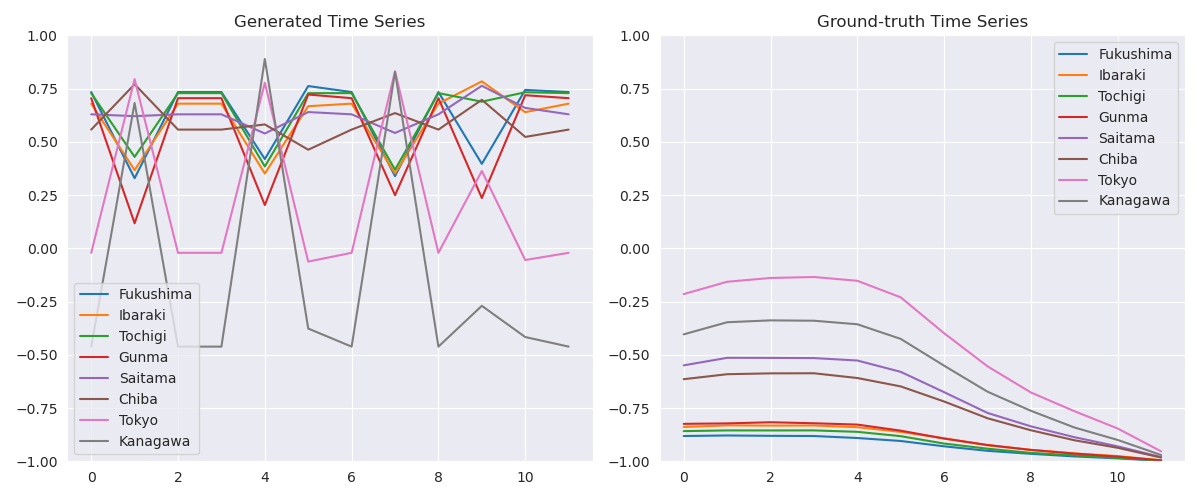 Generated Time Series
1.00
0.75
0.50
0.25
0.00
−0.25
−0.50
−0.75
−1.00
0 2 4 6 8 10
Fukushima
Ibaraki
Tochigi
Gunma
Saitama
Chiba
Tokyo
Kanagawa
Ground-truth Time Series
1.00
0.75
0.50
0.25
0.00
−0.25
−0.50
−0.75
−1.00
0 2 4 6 8 10
Fukushima
Ibaraki
Tochigi
Gunma
Saitama
Chiba
Tokyo
Kanagawa